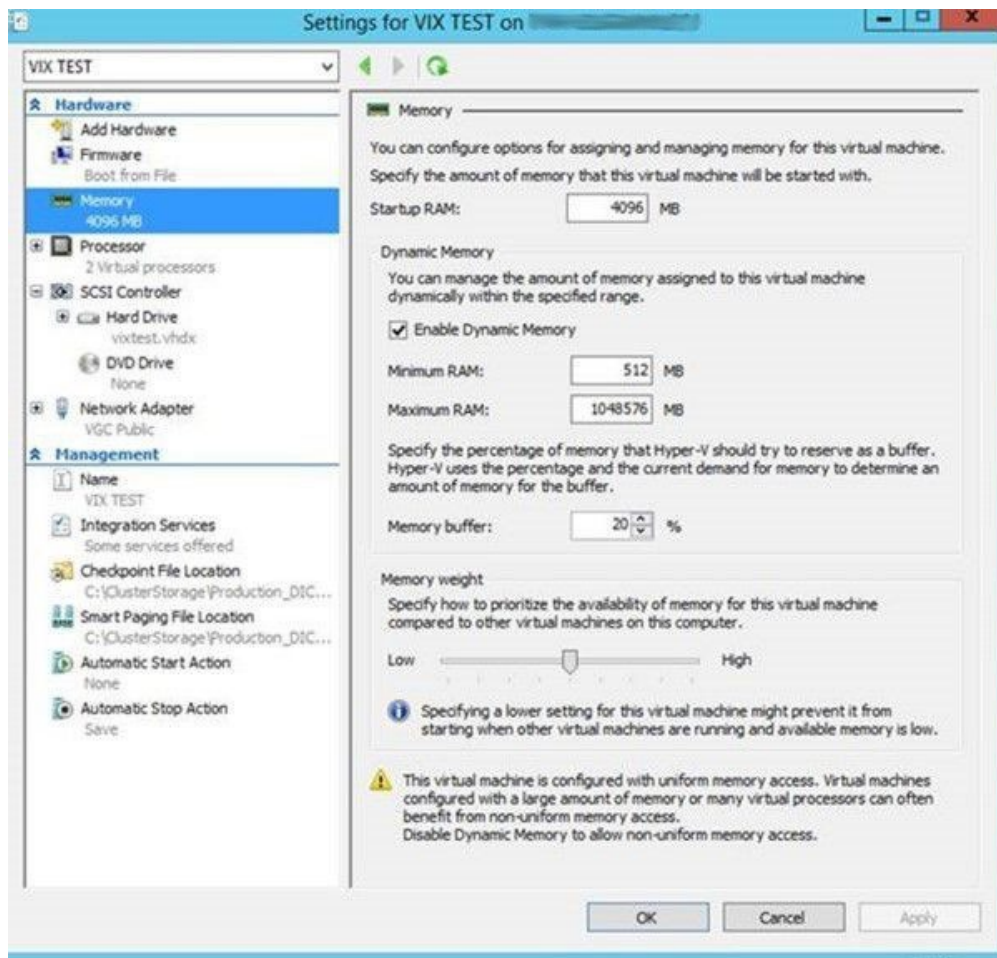 Settings for VIX TEST on
VIX TEST
Hardware
Add Hardware
Firmware
Boot from File
Memory
4096 MB
Processor
2 Virtual processors
SCSI Controller
Hard Drive
vixtest.vhdx
DVD Drive
None
Network Adapter
VGC Public
Management
Name
VIX TEST
Integration Services
Some services offered
Checkpoint File Location
C:\ClusterStorage\Production_DIC...
Smart Paging File Location
C:\ClusterStorage\Production_DIC...
Automatic Start Action
None
Automatic Stop Action
Save
Memory
You can configure options for assigning and managing memory for this virtual machine.
Specify the amount of memory that this virtual machine will be started with.
Startup RAM: 4096 MB
Dynamic Memory
You can manage the amount of memory assigned to this virtual machine
dynamically within the specified range.
Enable Dynamic Memory
Minimum RAM: 512 MB
Maximum RAM: 1048576 MB
Specify the percentage of memory that Hyper-V should try to reserve as a buffer.
Hyper-V uses the percentage and the current demand for memory to determine an
amount of memory for the buffer.
Memory buffer: 20 %
Memory weight
Specify how to prioritize the availability of memory for this virtual machine
compared to other virtual machines on this computer.
Low High
Specifying a lower setting for this virtual machine might prevent it from
starting when other virtual machines are running and available memory is low.
This virtual machine is configured with uniform memory access. Virtual machines
configured with a large amount of memory or many virtual processors can often
benefit from non-uniform memory access.
Disable Dynamic Memory to allow non-uniform memory access.
OK Cancel Apply